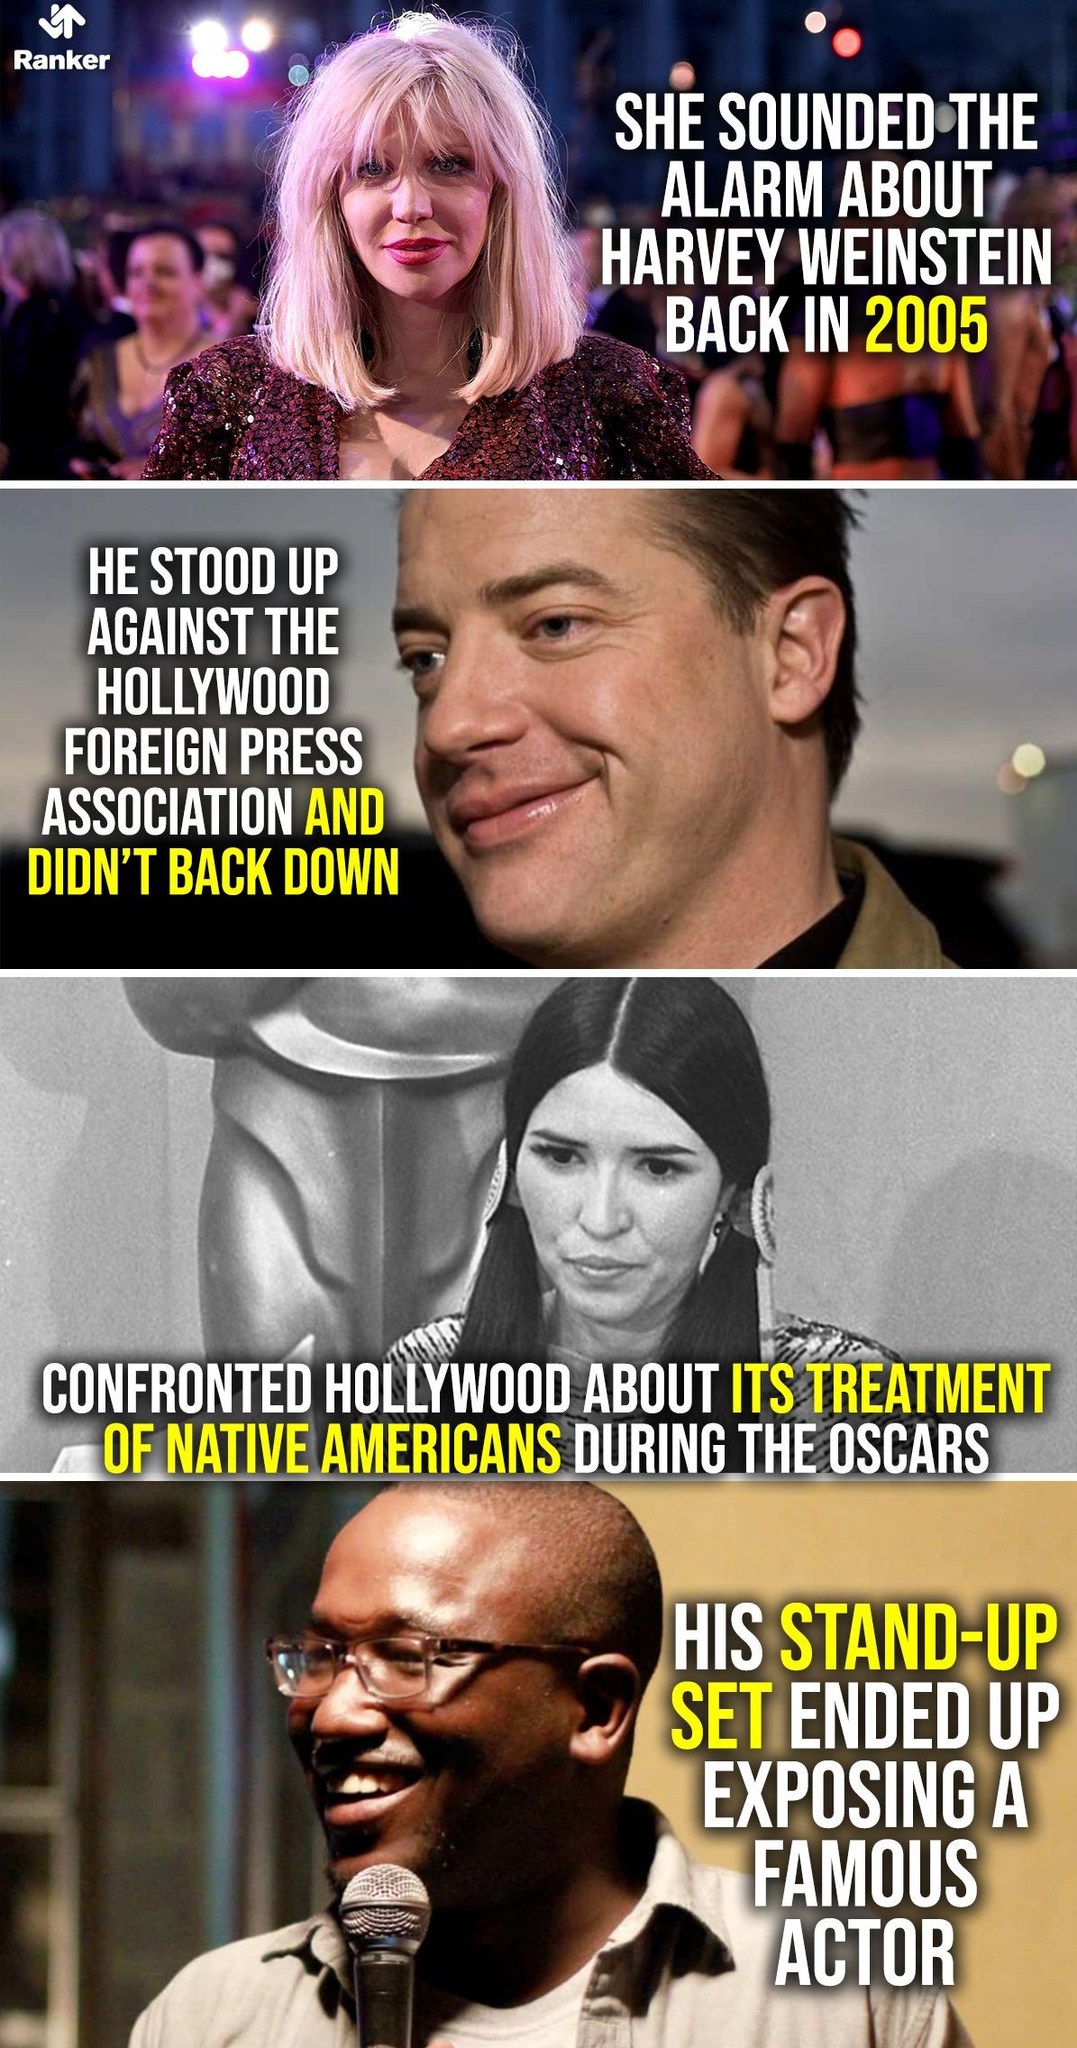 Ranker
SHE SOUNDED THE
ALARM ABOUT
HARVEY WEINSTEIN
BACK IN 2005
HE STOOD UP
AGAINST THE
HOLLYWOOD
FOREIGN PRESS
ASSOCIATION AND
DIDN'T BACK DOWN
CONFRONTED HOLLYWOOD ABOUT ITS TREATMENT
OF NATIVE AMERICANS DURING THE OSCARS
HIS STAND-UP
SET ENDED UP
EXPOSING A
FAMOUS
ACTOR